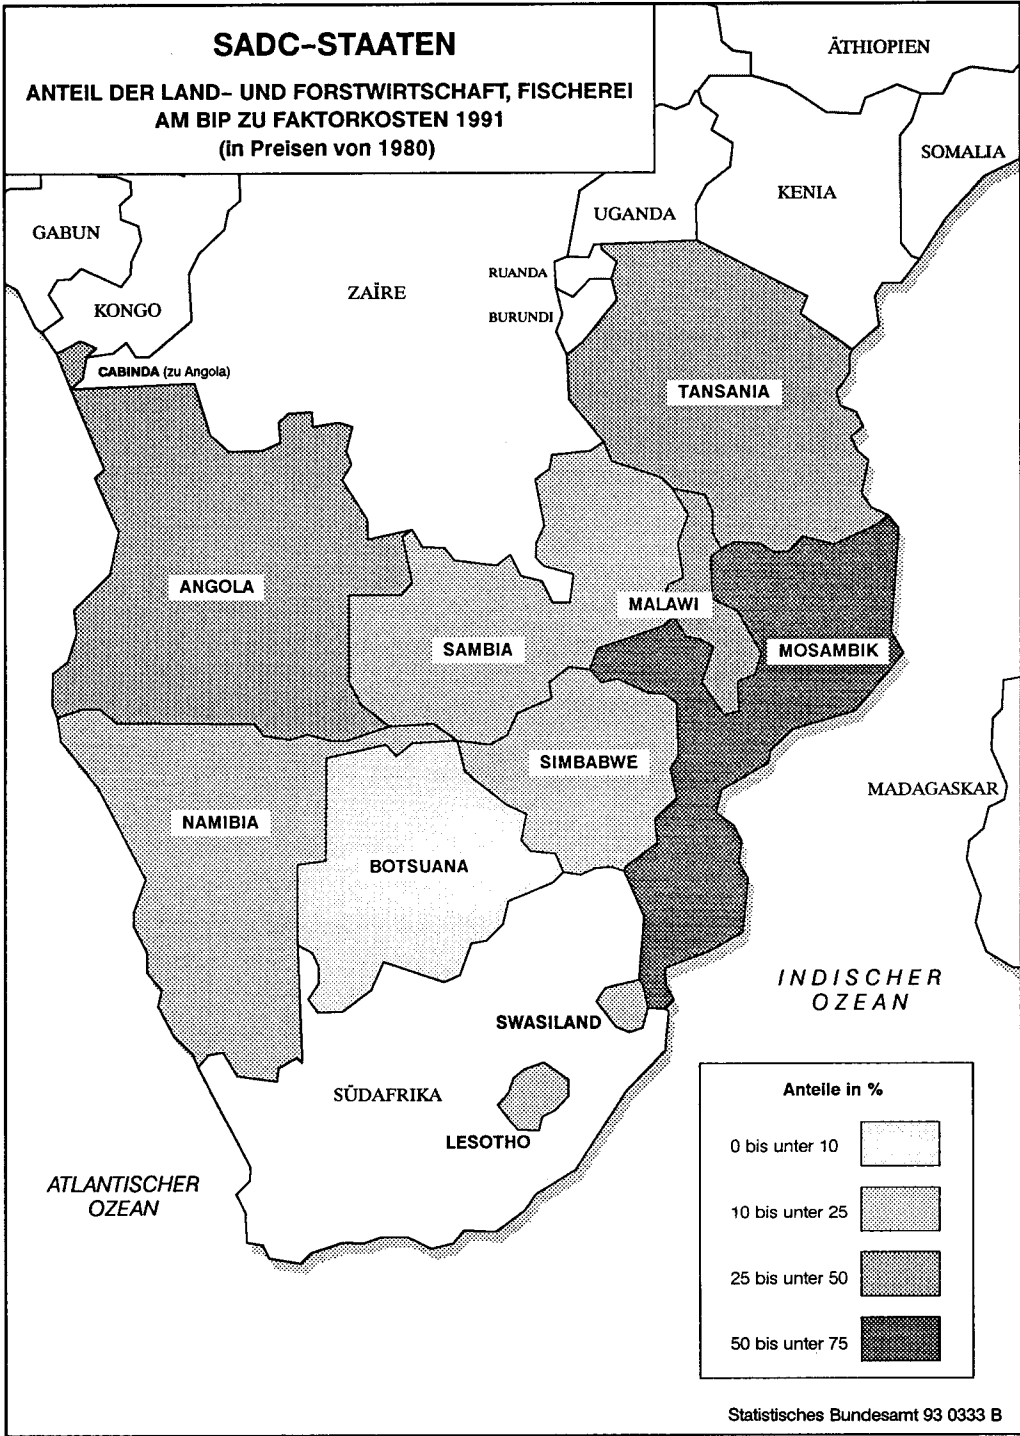 SADC-STAATEN
ANTEIL DER LAND- UND FORSTWIRTSCHAFT, FISCHEREI
AM BIP ZU FAKTORKOSTEN 1991
(in Preisen von 1980)
ÄTHIOPIEN
SOMALIA
KENIA
UGANDA
GABUN
RUANDA
ZAÏRE
KONGO
BURUNDI
CABINDA (zu Angola)
TANSANIA
ANGOLA
MALAWI
SAMBIA
MOSAMBIK
SIMBABWE
MADAGASKAR
NAMIBIA
BOTSUANA
INDISCHER
OZEAN
SWASILAND
SÜDAFRIKA
LESOTHO
ATLANTISCHER
OZEAN
Anteile in %
0 bis unter 10
10 bis unter 25
25 bis unter 50
50 bis unter 75
Statistisches Bundesamt 93 0333 B